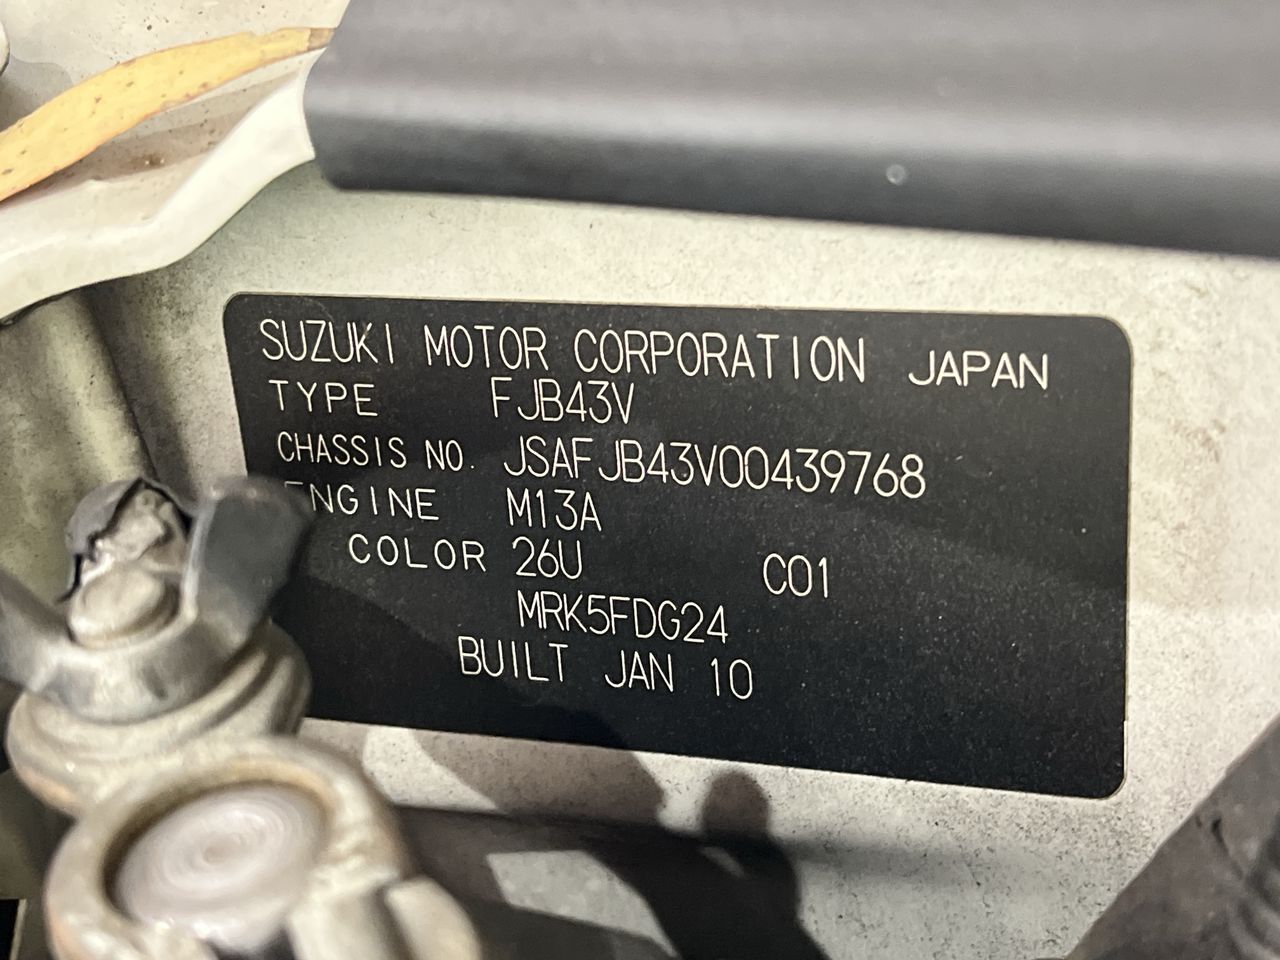 SUZUKI MOTOR CORPORATION JAPAN
TYPE FJB43V
CHASSIS NO. JSAFJB43V00439768
ENGINE M13A
COLOR 26U C01
MRK5FDG24
BUILT JAN 10